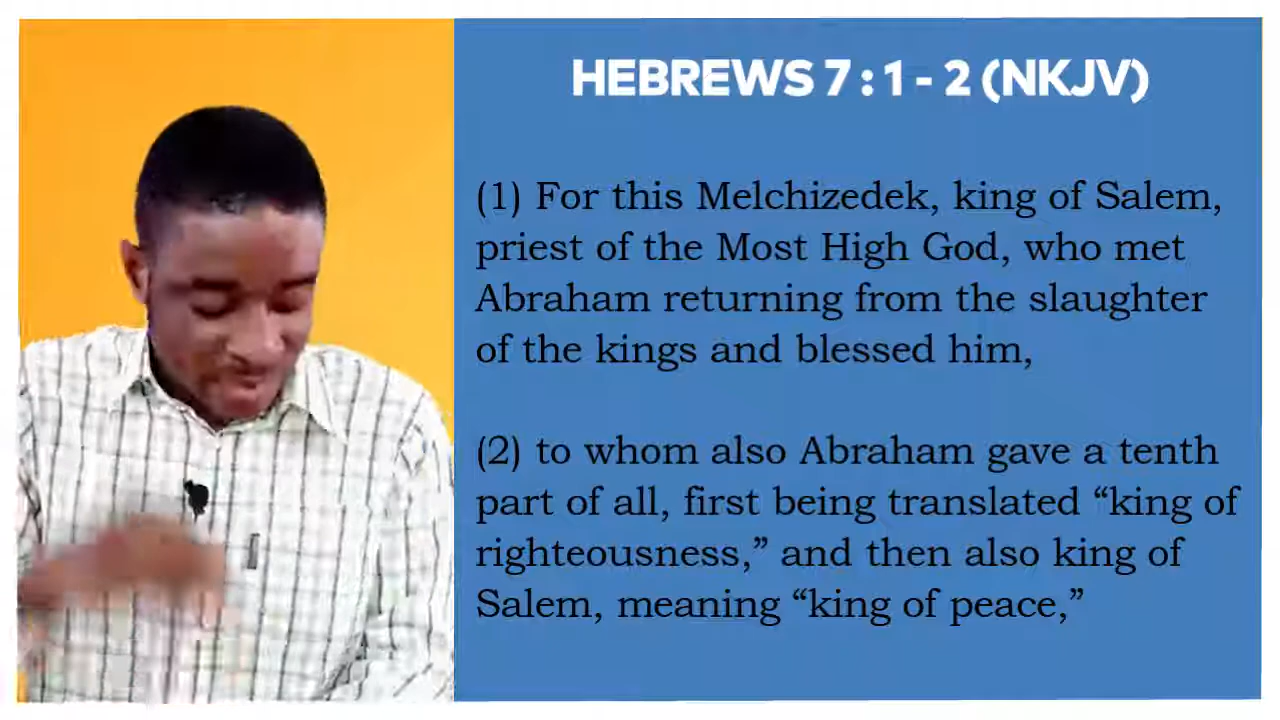 HEBREWS 7 : 1 - 2 (NKJV)
(1) For this Melchizedek, king of Salem,
priest of the Most High God, who met
Abraham returning from the slaughter
of the kings and blessed him,
(2) to whom also Abraham gave a tenth
part of all, first being translated “king of
righteousness,” and then also king of
Salem, meaning “king of peace,”